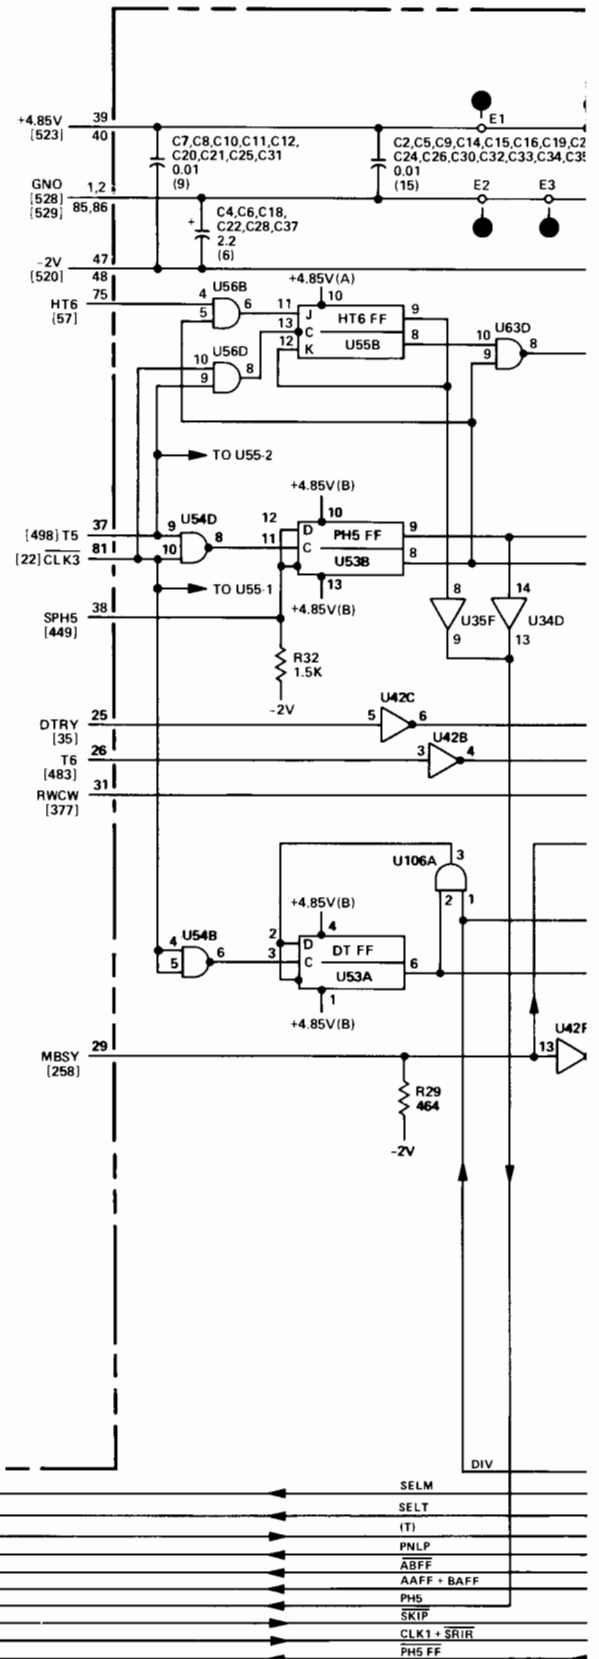 +4.85V 39
[523] 40
E1
C7,C8,C10,C11,C12,
C20,C21,C25,C31
0.01
(9)
C2,C5,C9,C14,C15,C16,C19,C2
C24,C26,C30,C32,C33,C34,C35
0.01
(15)
GNO 1,2
[528]
[529] 85,86
E2 E3
C4,C6,C18,
C22,C28,C37
2.2
(6)
+
-2V 47
[520] 48
HT6 75
[57]
U56B
4
5
6
+4.85V(A)
10
11 J HT6 FF 9
13 C
12 K U55B 8
U63D
10
9
8
U56D
10
9
8
TO U55-2
+4.85V(B)
[498] T5 37
[22] CLK3 81
9 U54D
10
8
12 D 10
11 C PH5 FF 9
U53B 8
13
+4.85V(B)
TO U55-1
SPH5 38
[449]
8 14
U35F U34D
9 13
R32
1.5K
-2V
DTRY 25
[35]
5 U42C 6
T6 26
[483]
3 U42B 4
RWCW 31
[377]
U106A 3
2 1
+4.85V(B)
4
U54B
4
5
6
2 D DT FF
3 C
U53A 6
1
+4.85V(B)
MBSY 29
[258]
13 U42F
R29
464
-2V
DIV
SELM
SELT
(T)
PNLP
ABFF
AAFF + BAFF
PH5
SKIP
CLK1 + SRIR
PH5 FF